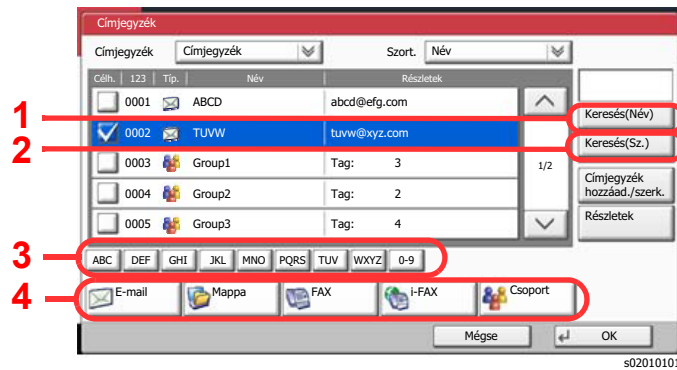 Címjegyzék
Címjegyzék Címjegyzék Szort. Név
Célh. 123 Típ. Név Részletek
0001 ABCD abcd@efg.com
1 Keresés(Név)
0002 TUVW tuvw@xyz.com
2 Keresés(Sz.)
0003 Group1 Tag: 3 1/2
Címjegyzék
hozzáad./szerk.
0004 Group2 Tag: 2
Részletek
0005 Group3 Tag: 4
3 ABC DEF GHI JKL MNO PQRS TUV WXYZ 0-9
4 E-mail Mappa FAX i-FAX Csoport
Mégse OK
s02010101